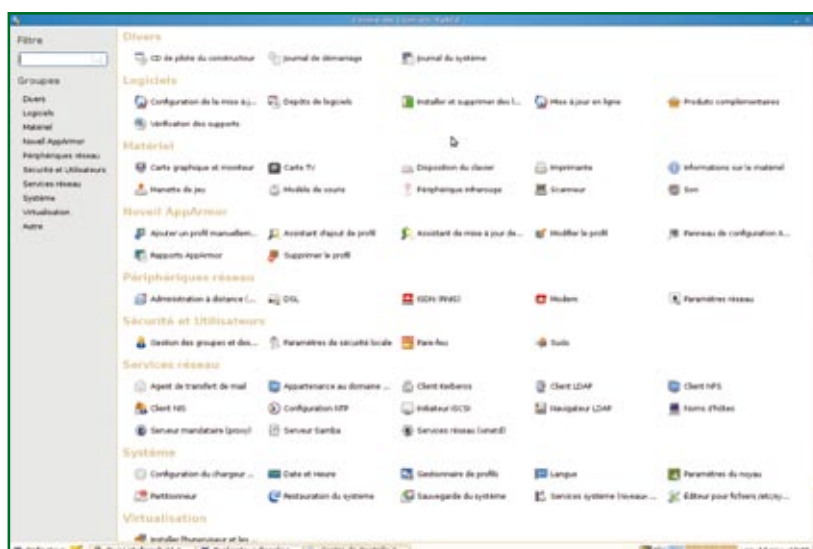 Centre de Contrôle YaST2
Filtre
Groupes
Divers
Logiciels
Matériel
Novell AppArmor
Périphériques réseau
Sécurité et Utilisateurs
Services réseau
Système
Virtualisation
Autre
Divers
CD de pilote du constructeur Journal de démarrage Journal du système
Logiciels
Configuration de la mise à j... Dépôts de logiciels Installer et supprimer des l... Mise à jour en ligne Produits complémentaires
Vérification des supports
Matériel
Carte graphique et moniteur Carte TV Disposition du clavier Imprimante Informations sur le matériel
Manette de jeu Modèle de souris Périphérique infrarouge Scanneur Son
Novell AppArmor
Ajouter un profil manuellem... Assistant d'ajout de profil Assistant de mise à jour de... Modifier le profil Panneau de configuration A...
Rapports AppArmor Supprimer le profil
Périphériques réseau
Administration à distance (... DSL ISDN (RNIS) Modem Paramètres réseau
Sécurité et Utilisateurs
Gestion des groupes et des... Paramètres de sécurité locale Pare-feu Sudo
Services réseau
Agent de transfert de mail Appartenance au domaine ... Client Kerberos Client LDAP Client NFS
Client NIS Configuration NTP Initiateur iSCSI Navigateur LDAP Noms d'hôtes
Serveur mandataire (proxy) Serveur Samba Services réseau (xinetd)
Système
Configuration du chargeur ... Date et Heure Gestionnaire de profils Langue Paramètres du noyau
Partitionneur Restauration du système Sauvegarde du système Services système (niveaux ... Éditeur pour fichiers /etc/sy...
Virtualisation
Installer l'hyperviseur et les ...